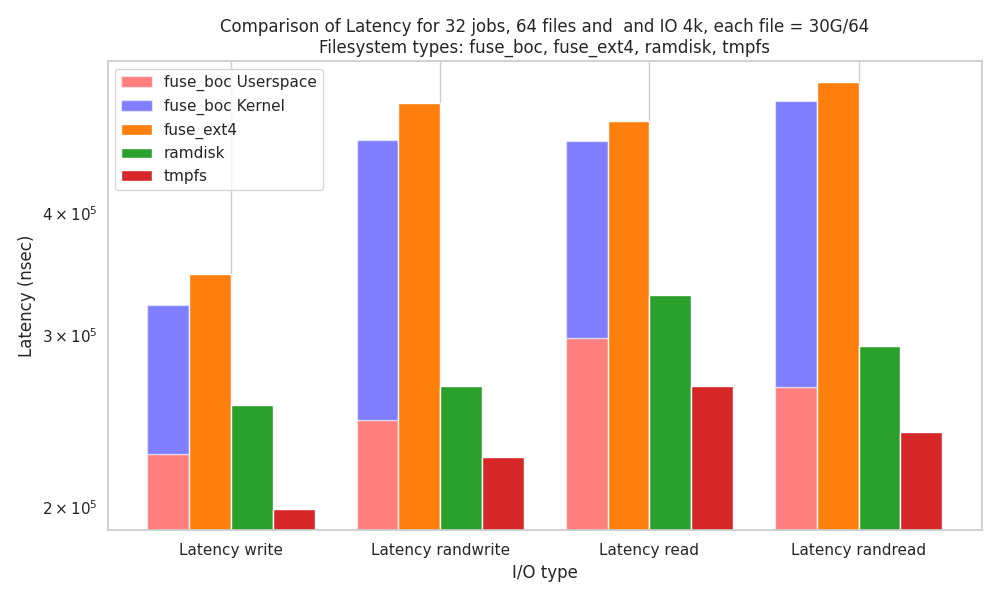 Comparison of Latency for 32 jobs, 64 files and  and IO 4k, each file = 30G/64
Filesystem types: fuse_boc, fuse_ext4, ramdisk, tmpfs
fuse_boc Userspace
fuse_boc Kernel
fuse_ext4
ramdisk
tmpfs
4 × 10⁵
3 × 10⁵
2 × 10⁵
Latency (nsec)
Latency write
Latency randwrite
Latency read
Latency randread
I/O type